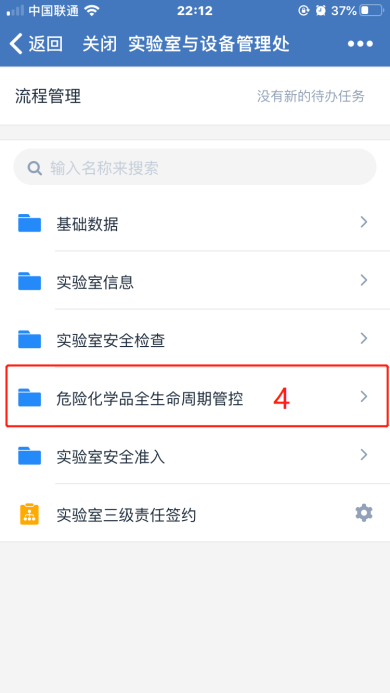 中国联通 22:12 37%
返回 关闭 实验室与设备管理处
流程管理 没有新的待办任务
输入名称来搜索
基础数据
实验室信息
实验室安全检查
危险化学品全生命周期管控 4
实验室安全准入
实验室三级责任签约